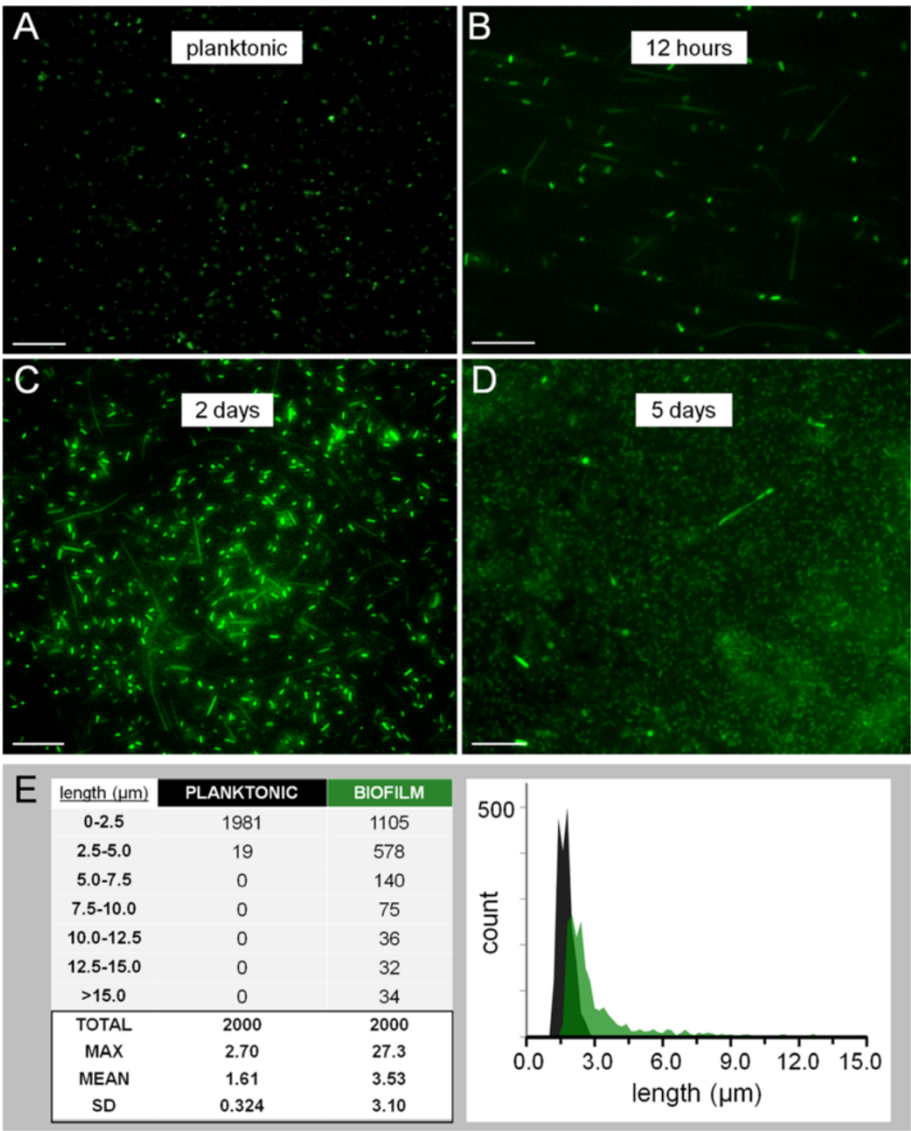 A
planktonic
B
12 hours
C
2 days
D
5 days
E
length (μm) PLANKTONIC BIOFILM
0-2.5 1981 1105
2.5-5.0 19 578
5.0-7.5 0 140
7.5-10.0 0 75
10.0-12.5 0 36
12.5-15.0 0 32
>15.0 0 34
TOTAL 2000 2000
MAX 2.70 27.3
MEAN 1.61 3.53
SD 0.324 3.10
500
count
0.0 3.0 6.0 9.0 12.0 15.0
length (μm)